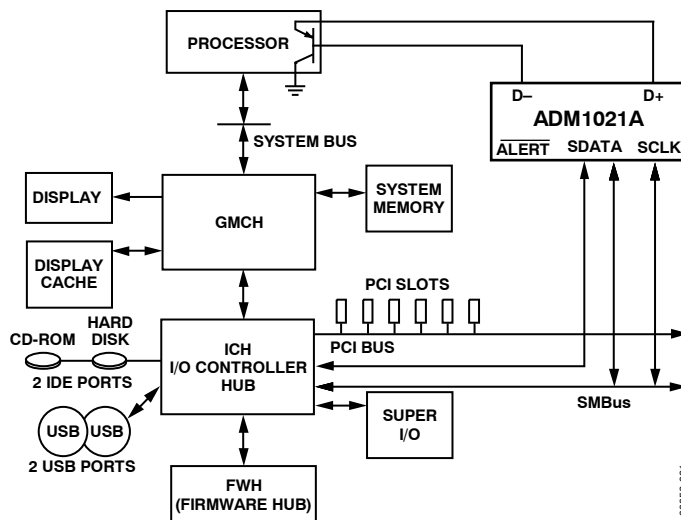 PROCESSOR
D– D+
ADM1021A
ALERT SDATA SCLK
SYSTEM BUS
DISPLAY
GMCH
SYSTEM
MEMORY
DISPLAY
CACHE
PCI SLOTS
HARD
DISK
CD-ROM
ICH
I/O CONTROLLER
HUB
PCI BUS
2 IDE PORTS
SMBus
USB USB
SUPER
I/O
2 USB PORTS
FWH
(FIRMWARE HUB)